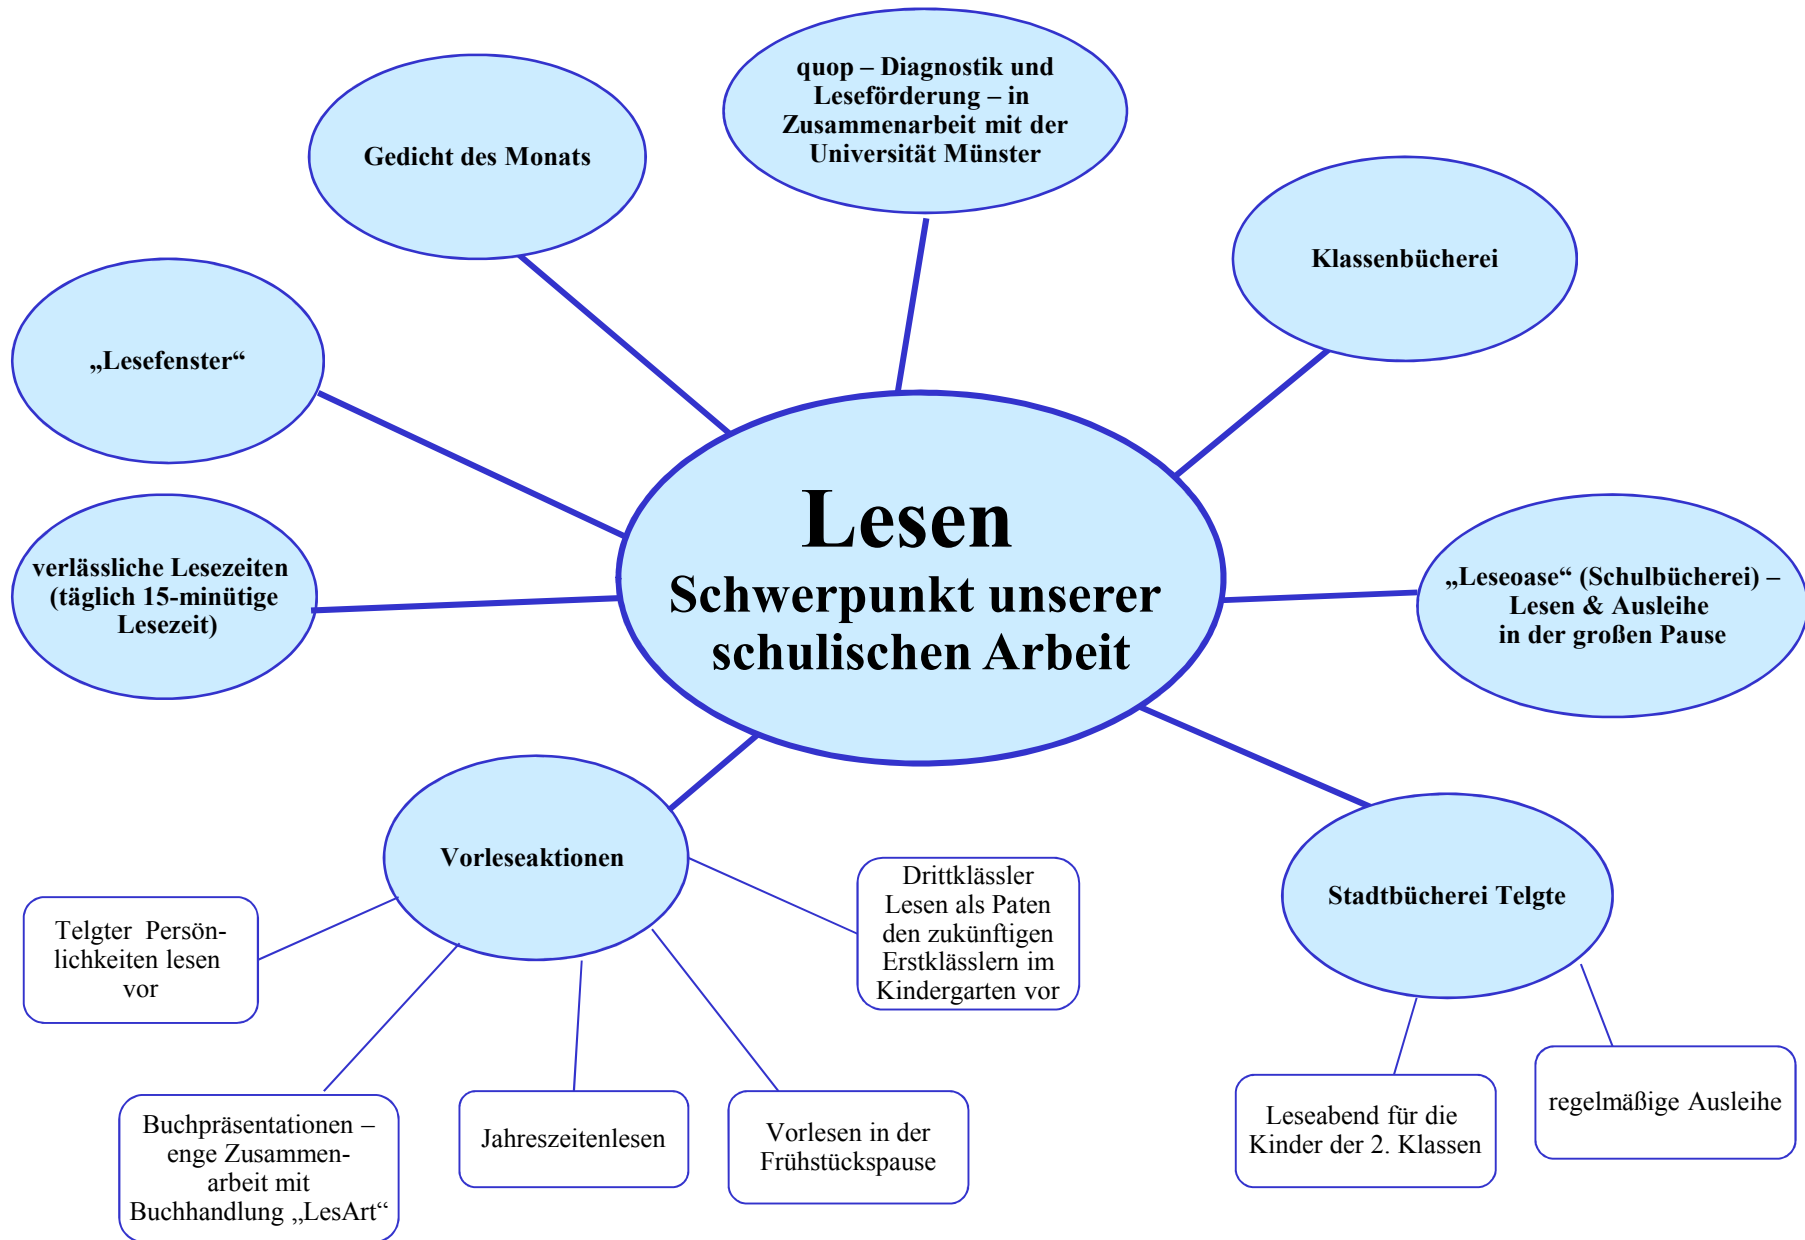 quop – Diagnostik und
Leseförderung – in
Zusammenarbeit mit der
Universität Münster
Gedicht des Monats
Klassenbücherei
„Lesefenster“
Lesen
Schwerpunkt unserer
schulischen Arbeit
verlässliche Lesezeiten
(täglich 15-minütige
Lesezeit)
„Leseoase“ (Schulbücherei) –
Lesen & Ausleihe
in der großen Pause
Vorleseaktionen
Stadtbücherei Telgte
Telgter Persön-
lichkeiten lesen
vor
Drittklässler
Lesen als Paten
den zukünftigen
Erstklässlern im
Kindergarten vor
Buchpräsentationen –
enge Zusammen-
arbeit mit
Buchhandlung „LesArt“
Jahreszeitenlesen
Vorlesen in der
Frühstückspause
Leseabend für die
Kinder der 2. Klassen
regelmäßige Ausleihe